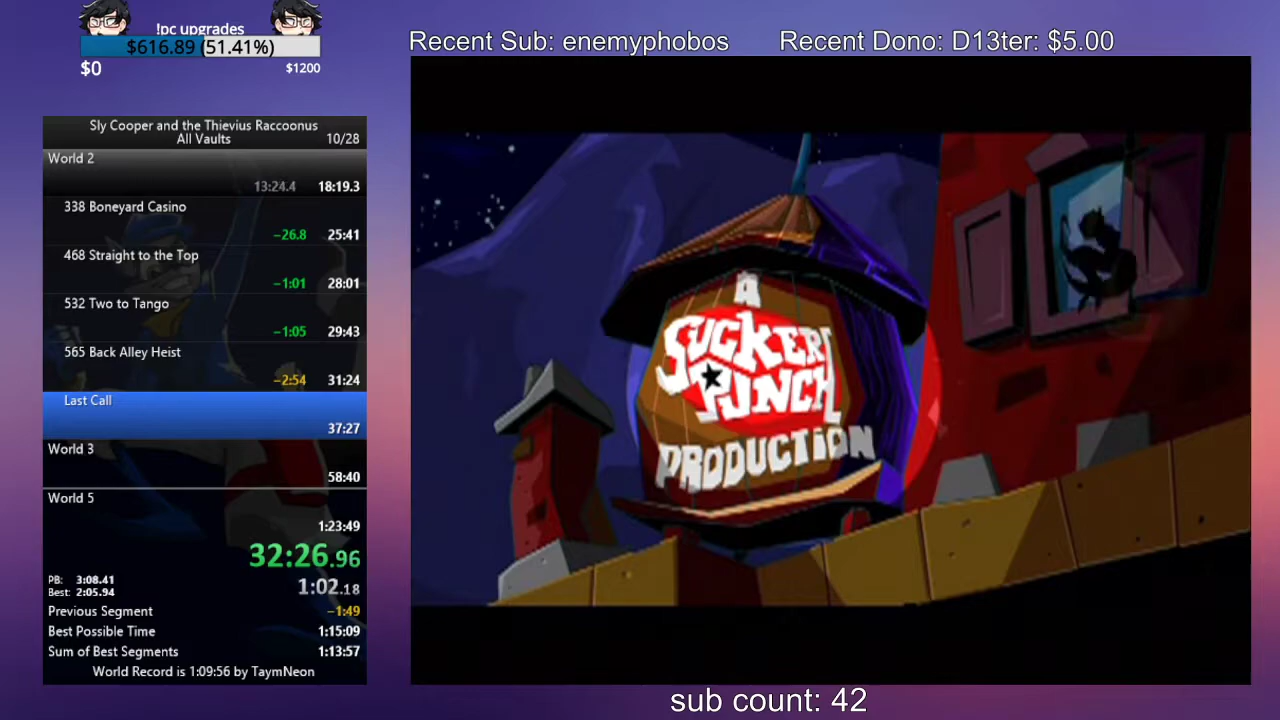 !pc upgrades
$616.89 (51.41%)
$0
$1200
Recent Sub: enemyphobos
Recent Dono: D13ter: $5.00
Sly Cooper and the Thievius Raccoonus
All Vaults
10/28
World 2
13:24.4
18:19.3
338 Boneyard Casino
−26.8
25:41
468 Straight to the Top
−1:01
28:01
532 Two to Tango
−1:05
29:43
565 Back Alley Heist
−2:54
31:24
Last Call
37:27
World 3
58:40
World 5
1:23:49
32:26.96
PB: 3:08.41
Best: 2:05.94
1:02.18
Previous Segment −1:49
Best Possible Time 1:15:09
Sum of Best Segments 1:13:57
World Record is 1:09:56 by TaymNeon
A
SUCKER
PUNCH
PRODUCTION
sub count: 42